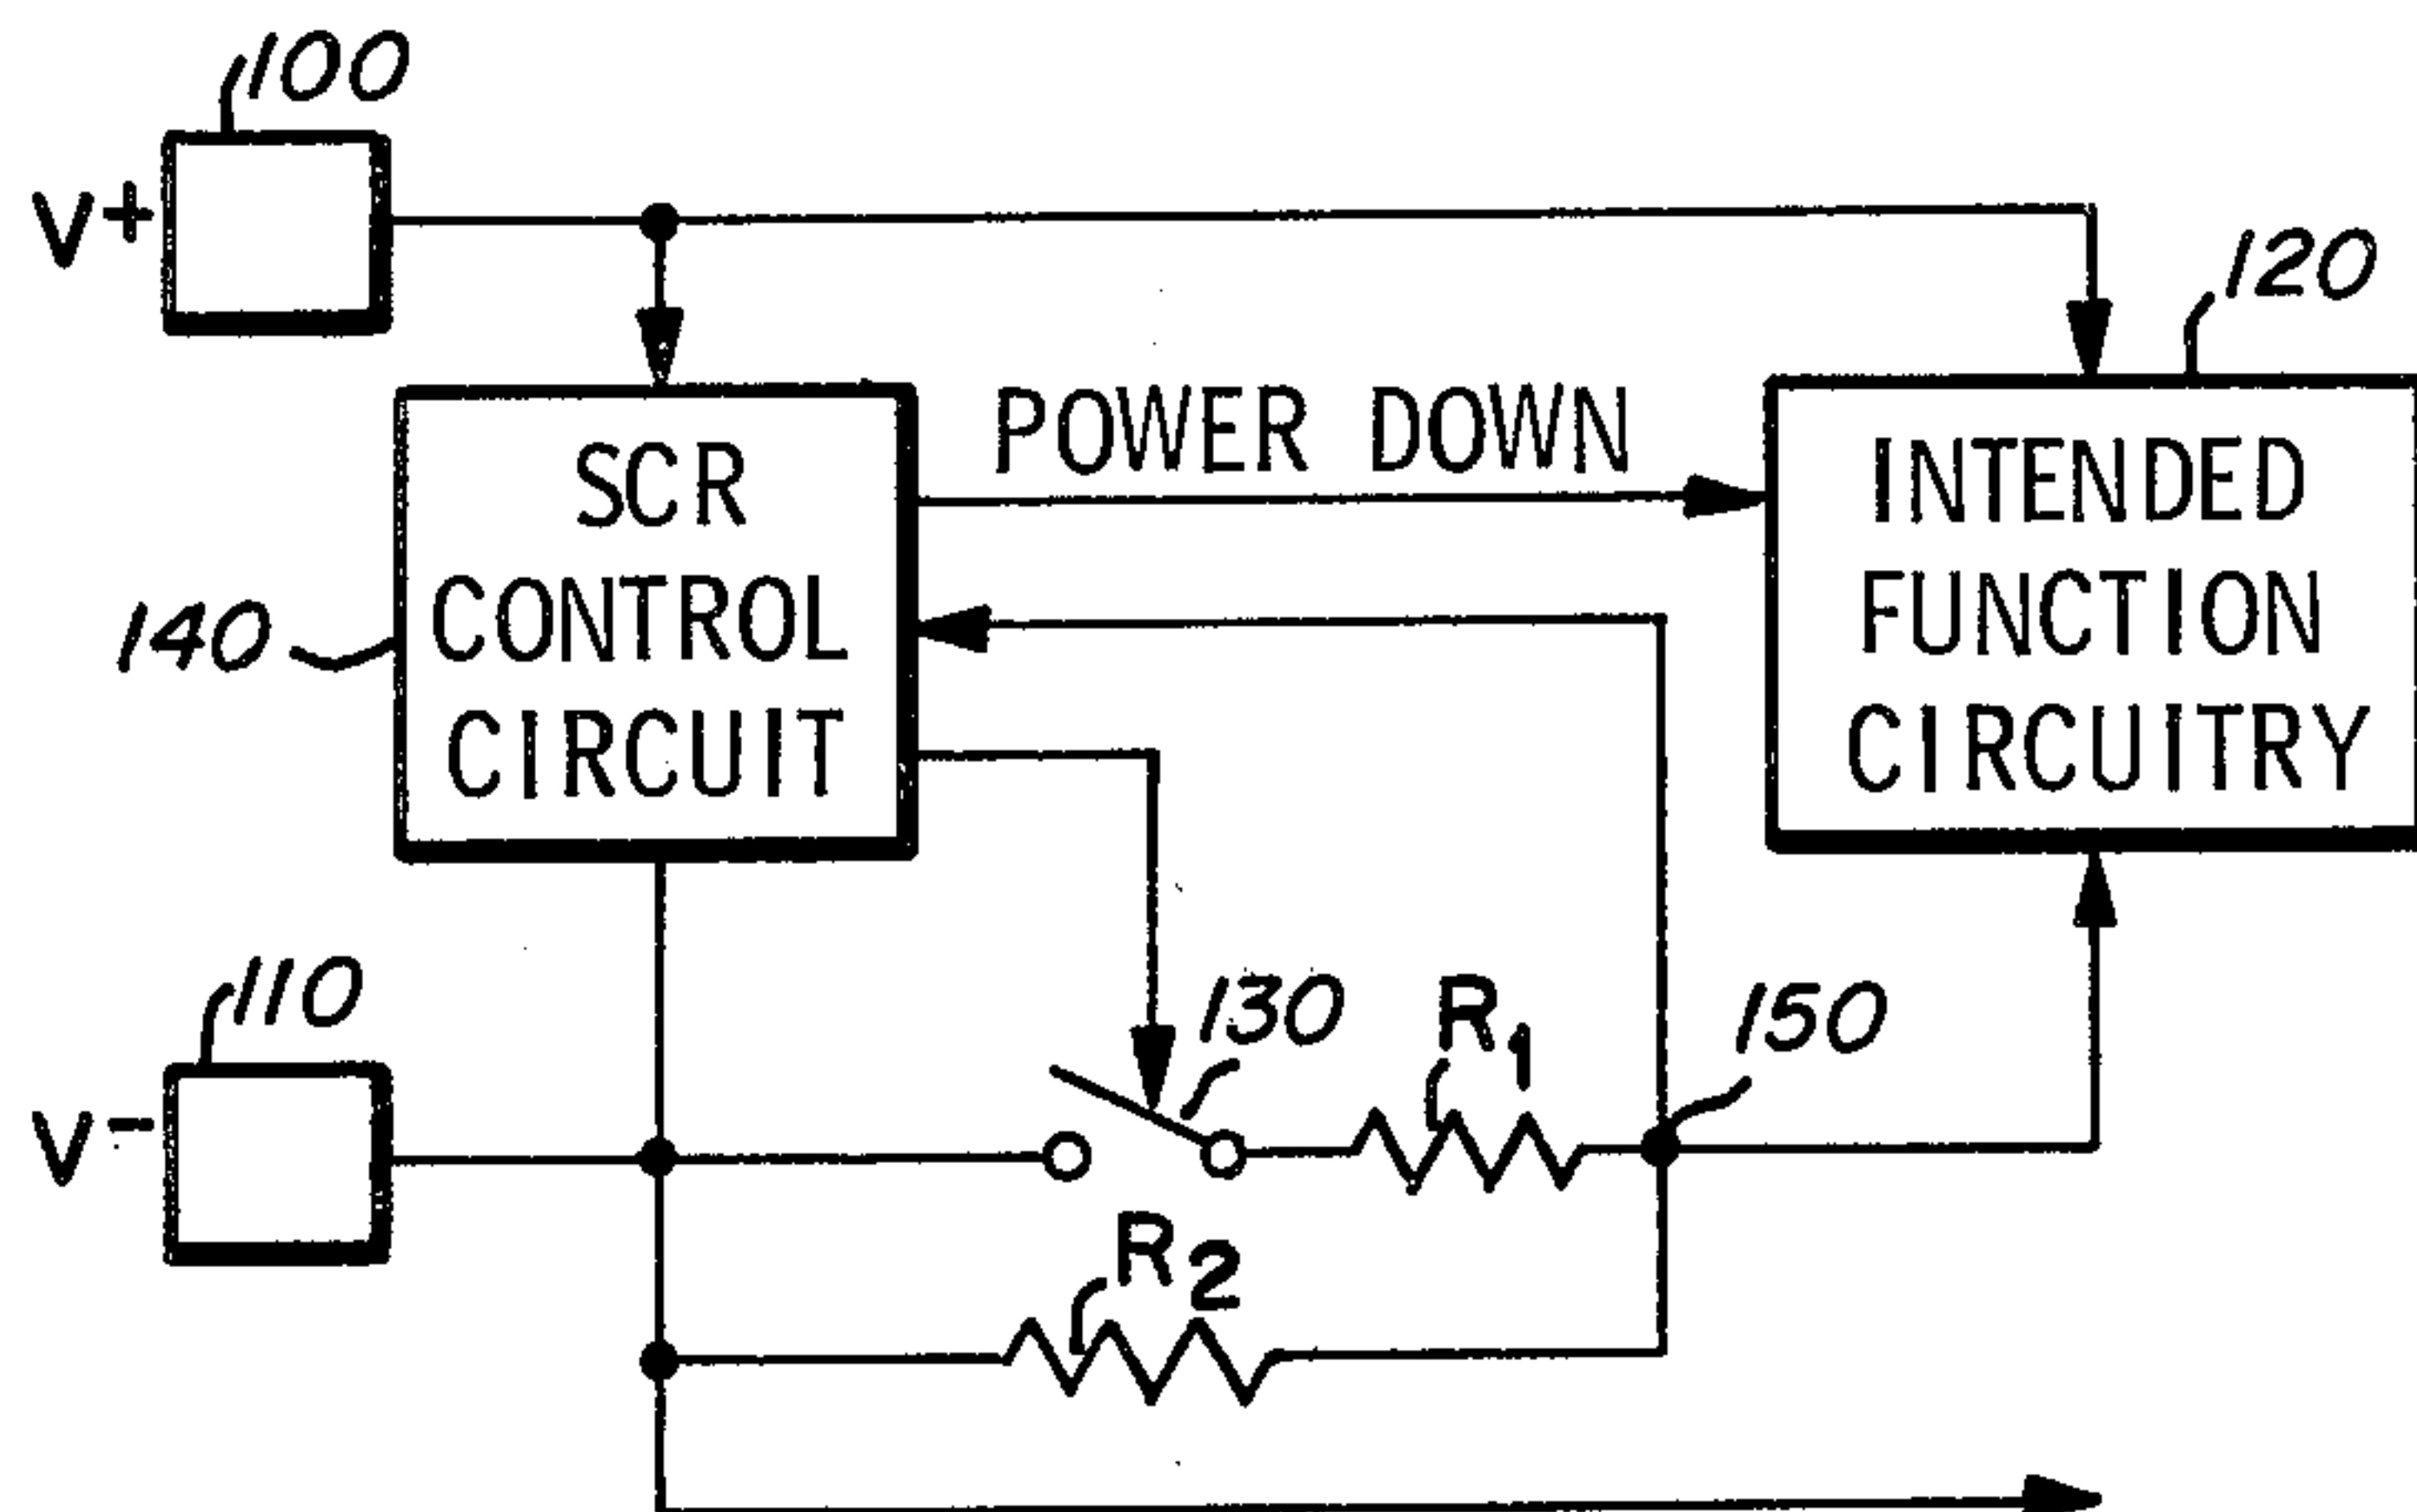 100
V+
120
SCR
CONTROL
CIRCUIT
POWER DOWN
INTENDED
FUNCTION
CIRCUITRY
140
110
V-
130
R1
150
R2